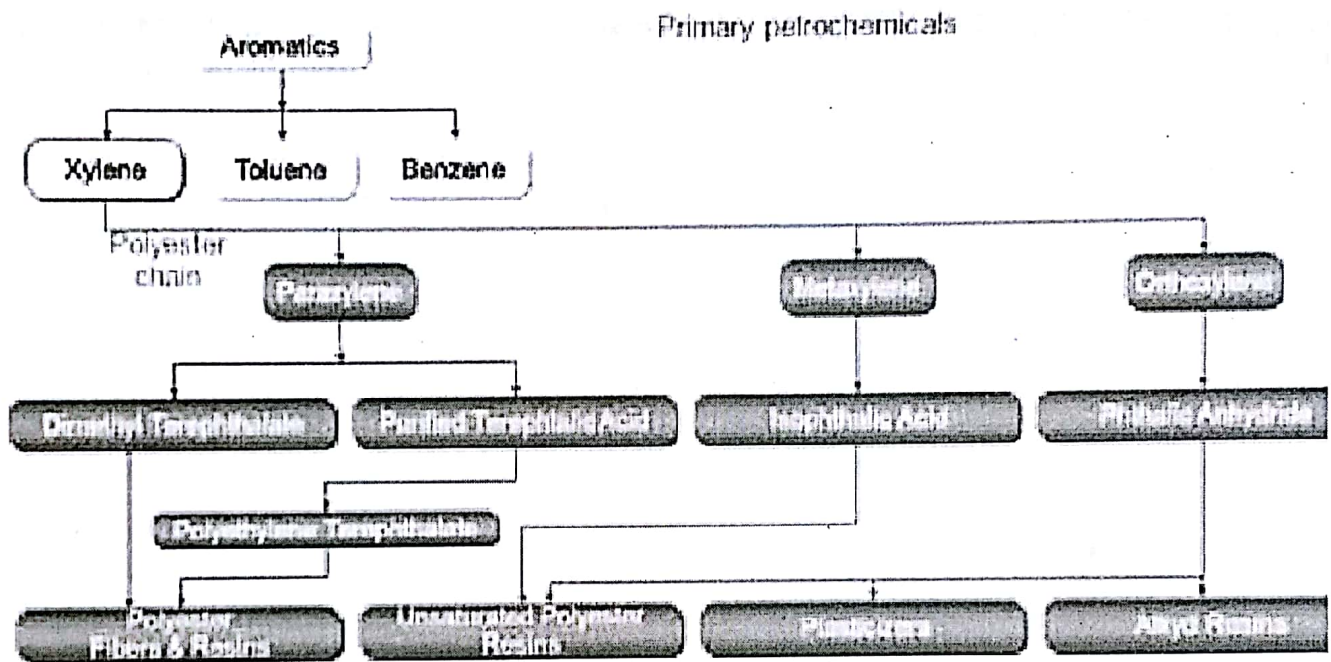 Primary petrochemicals
Aromatics
Xylene
Toluene
Benzene
Polyester
chain
Paraxylene
Metaxylene
Orthoxylene
Dimethyl Terephthalate
Purified Terephtalic Acid
Isophthalic Acid
Phthalic Anhydride
Polyethylene Terephthalate
Polyester
Fibers & Resins
Unsaturated Polyester
Resins
Plasticizers
Alkyd Resins